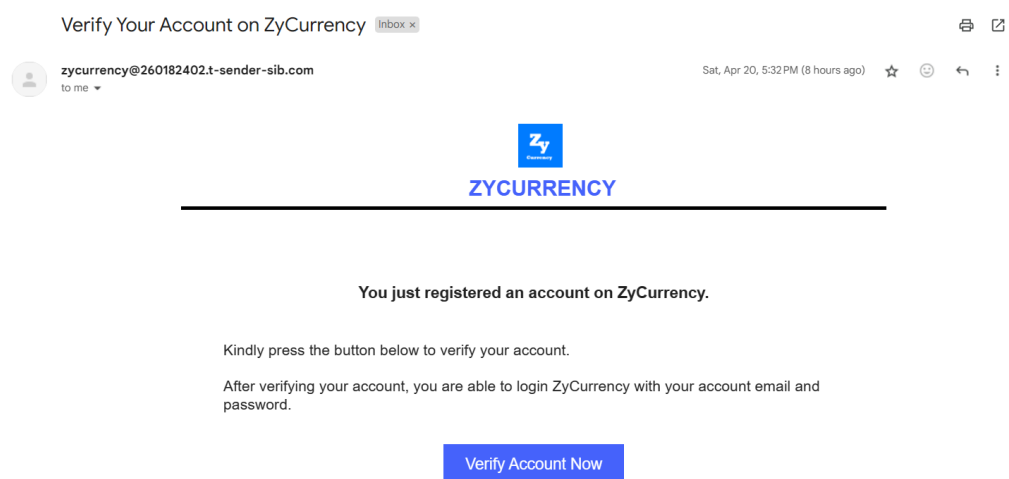 Verify Your Account on ZyCurrency Inbox ×
zycurrency@260182402.t-sender-sib.com Sat, Apr 20, 5:32 PM (8 hours ago)
to me
Zy
Currency
ZYCURRENCY
You just registered an account on ZyCurrency.
Kindly press the button below to verify your account.
After verifying your account, you are able to login ZyCurrency with your account email and
password.
Verify Account Now